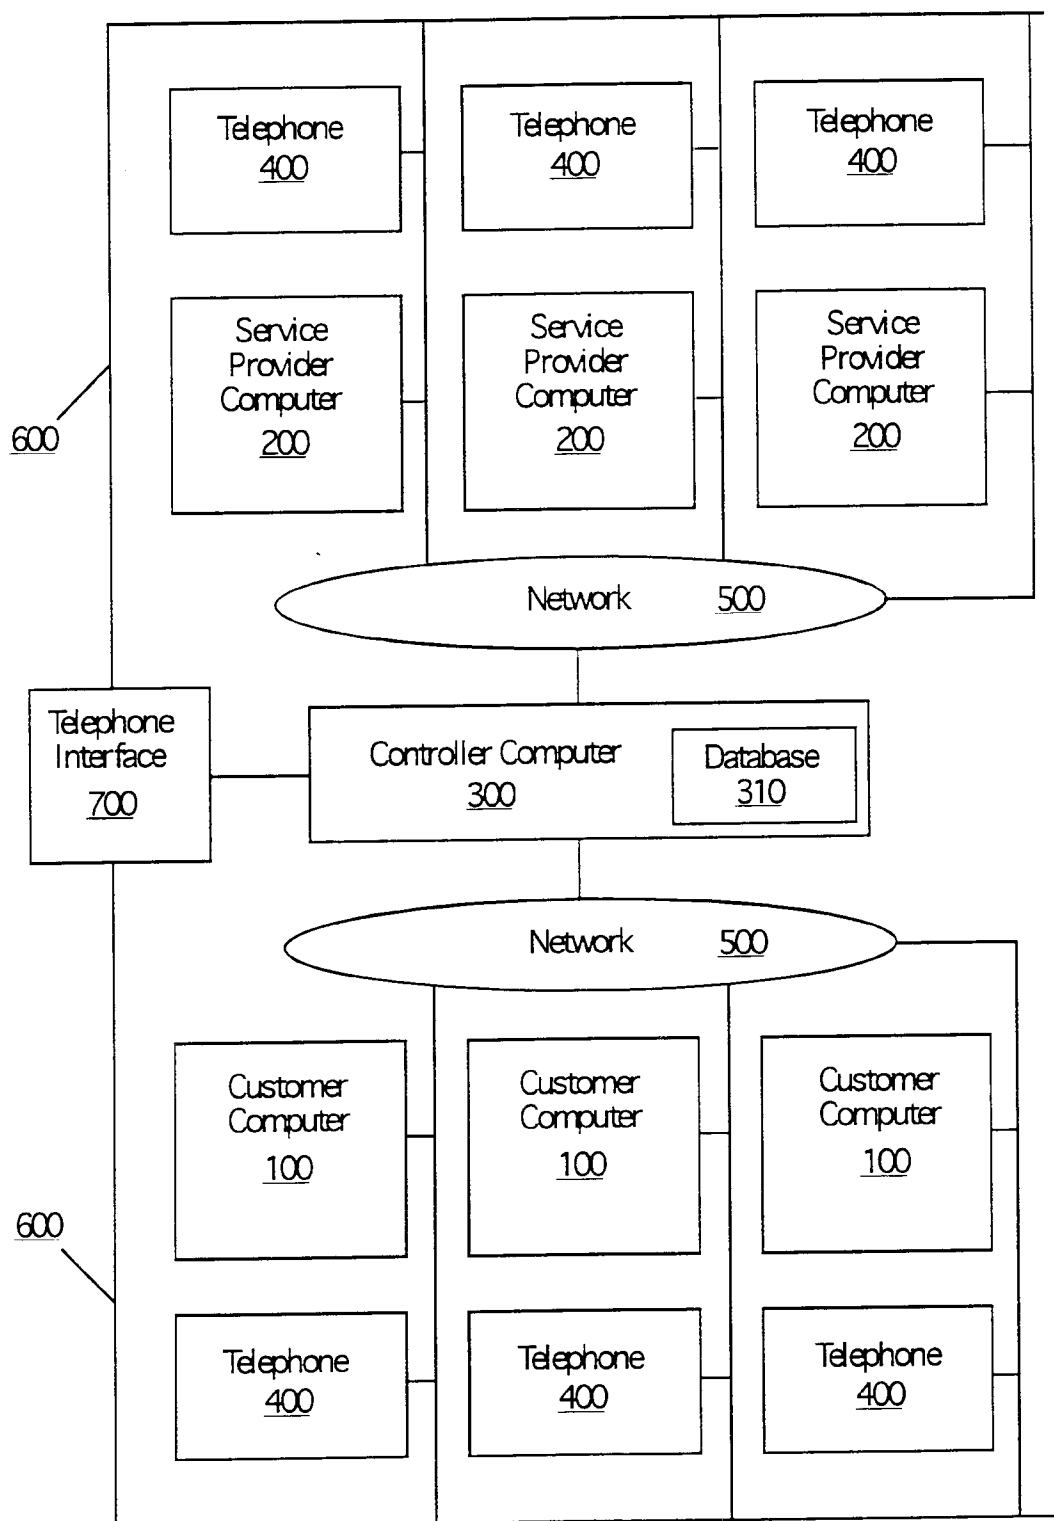 Telephone
400
Telephone
400
Telephone
400
Service
Provider
Computer
200
Service
Provider
Computer
200
Service
Provider
Computer
200
600
Network 500
Telephone
Interface
700
Controller Computer
300
Database
310
Network 500
Customer
Computer
100
Customer
Computer
100
Customer
Computer
100
600
Telephone
400
Telephone
400
Telephone
400